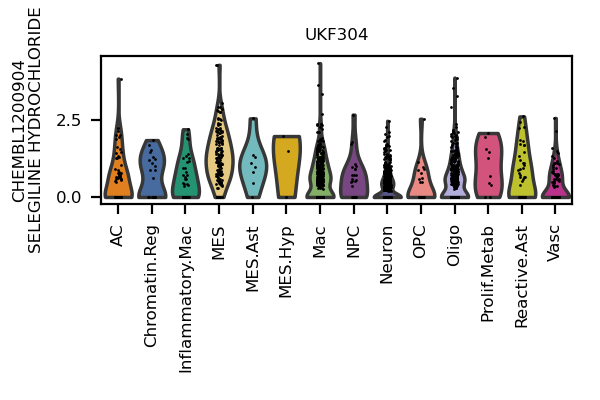 UKF304
CHEMBL1200904
SELEGILINE HYDROCHLORIDE
2.5
0.0
AC
Chromatin.Reg
Inflammatory.Mac
MES
MES.Ast
MES.Hyp
Mac
NPC
Neuron
OPC
Oligo
Prolif.Metab
Reactive.Ast
Vasc